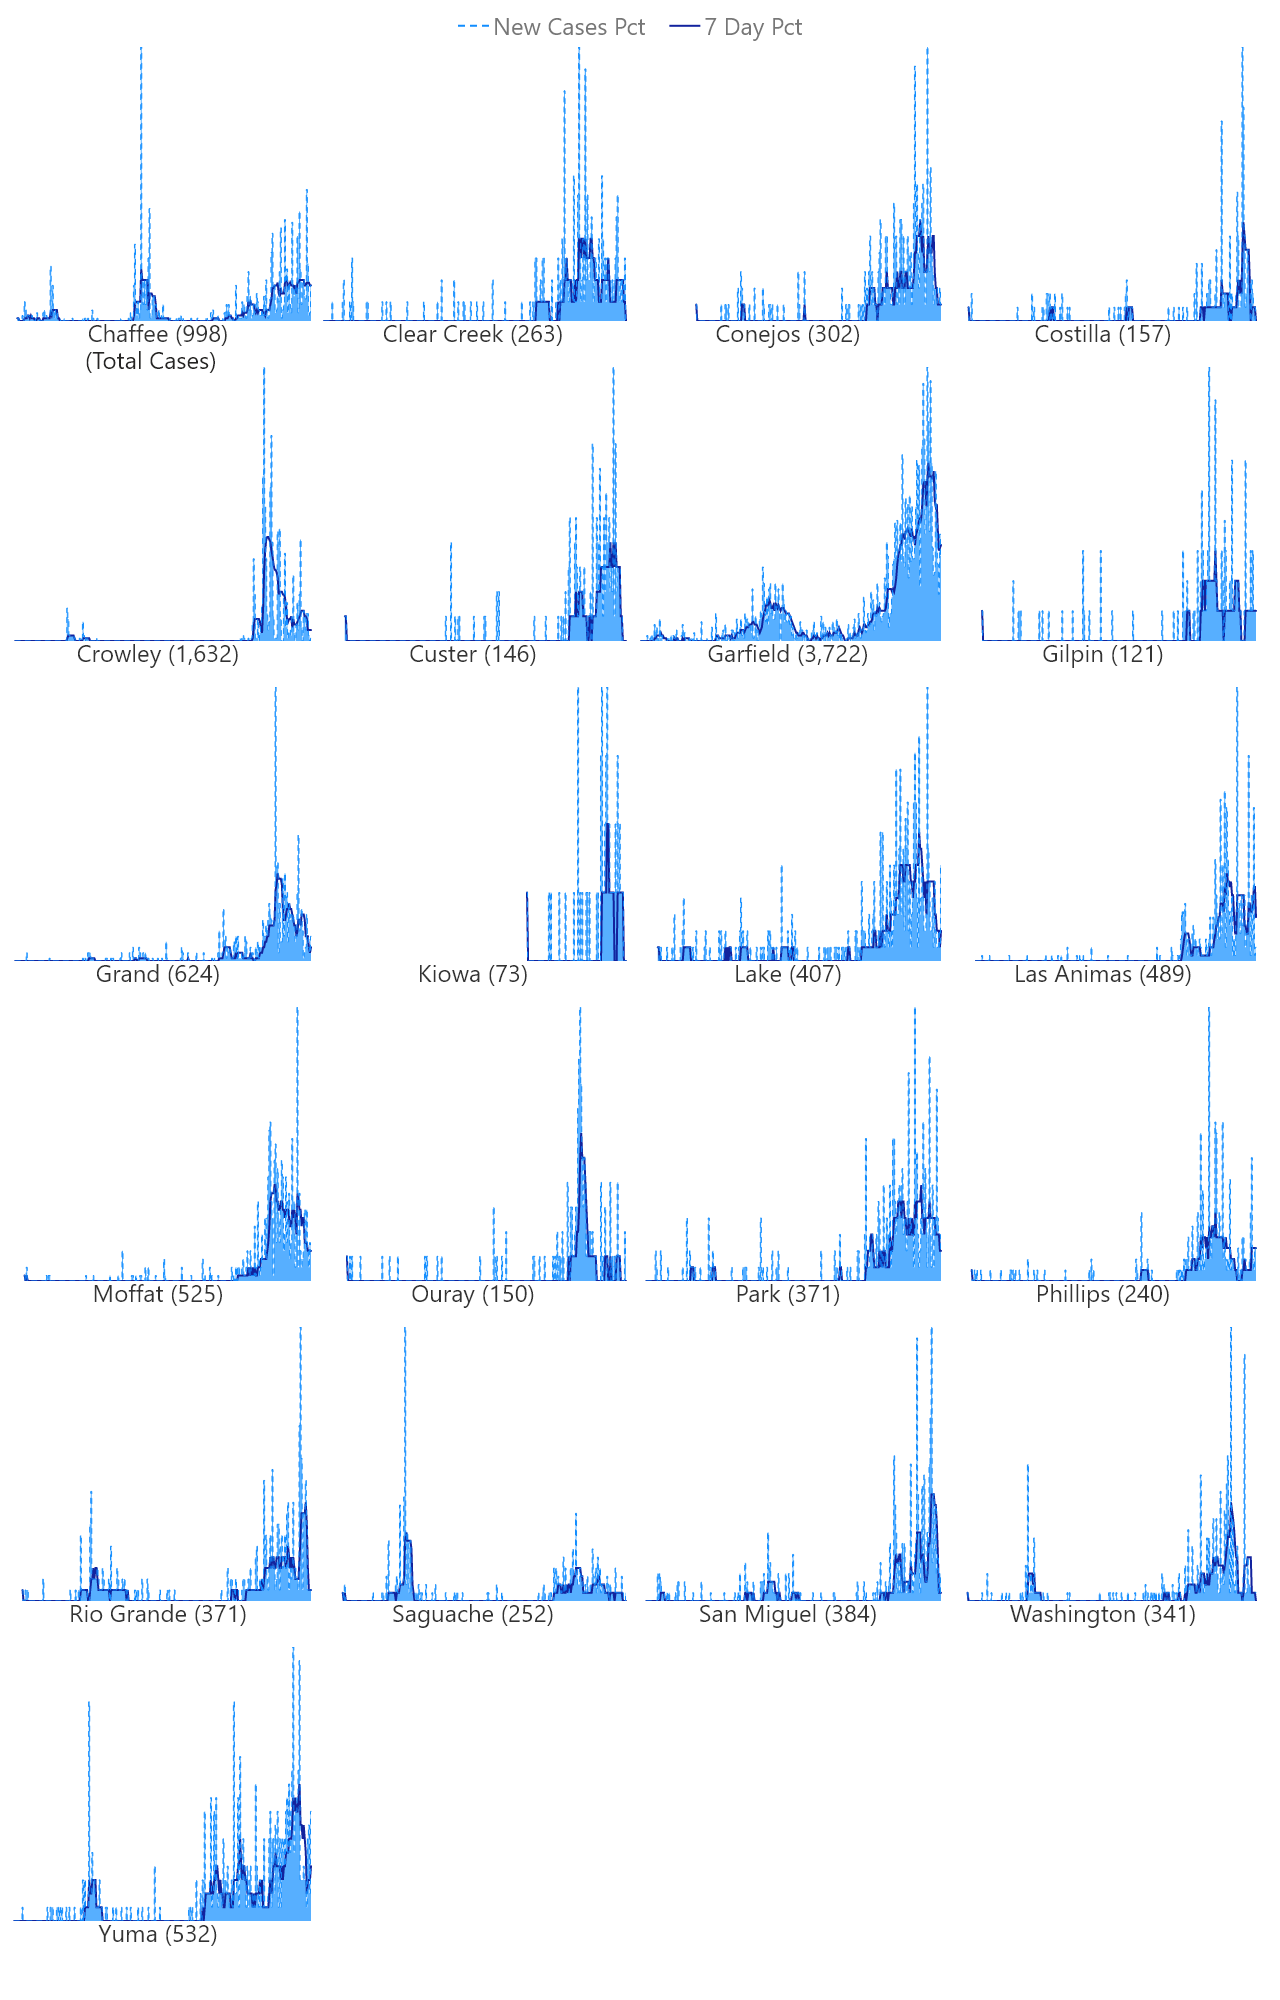 New Cases Pct 7 Day Pct
Chaffee (998) Clear Creek (263) Conejos (302) Costilla (157)
(Total Cases)
Crowley (1,632) Custer (146) Garfield (3,722) Gilpin (121)
Grand (624) Kiowa (73) Lake (407) Las Animas (489)
Moffat (525) Ouray (150) Park (371) Phillips (240)
Rio Grande (371) Saguache (252) San Miguel (384) Washington (341)
Yuma (532)